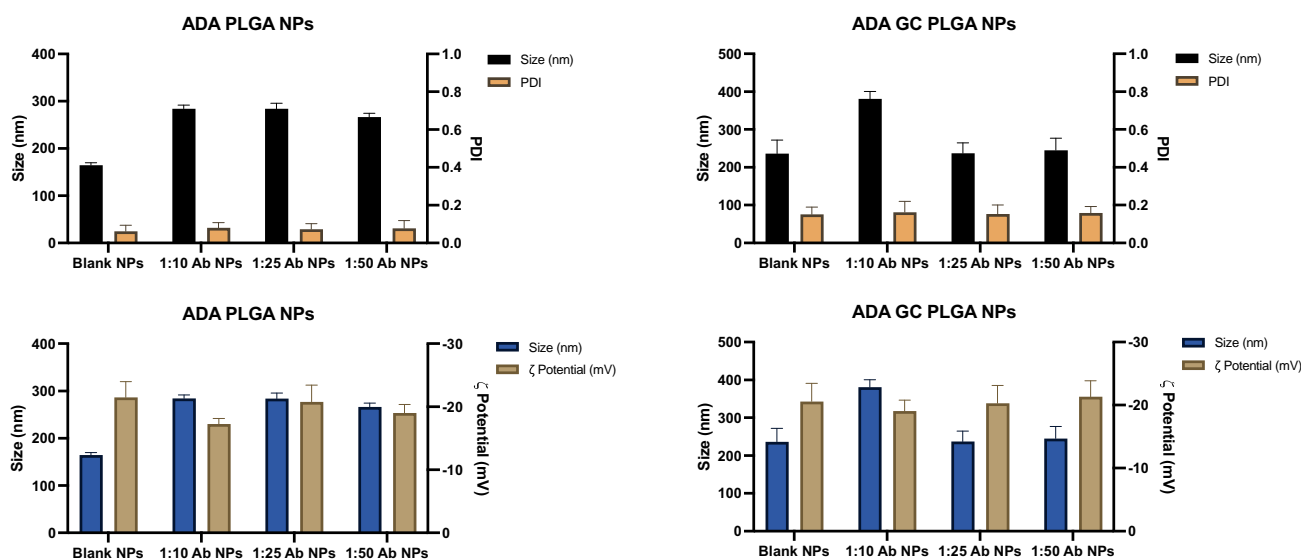 ADA PLGA NPs
400
300
200
100
0
Size (nm)
1.0
0.8
0.6
0.4
0.2
0.0
PDI
Size (nm)
PDI
Blank NPs 1:10 Ab NPs 1:25 Ab NPs 1:50 Ab NPs
ADA GC PLGA NPs
500
400
300
200
100
0
Size (nm)
1.0
0.8
0.6
0.4
0.2
0.0
PDI
Size (nm)
PDI
Blank NPs 1:10 Ab NPs 1:25 Ab NPs 1:50 Ab NPs
ADA PLGA NPs
400
300
200
100
0
Size (nm)
-30
-20
-10
0
ζ Potential (mV)
Size (nm)
ζ Potential (mV)
Blank NPs 1:10 Ab NPs 1:25 Ab NPs 1:50 Ab NPs
ADA GC PLGA NPs
500
400
300
200
100
0
Size (nm)
-30
-20
-10
0
ζ Potential (mV)
Size (nm)
ζ Potential (mV)
Blank NPs 1:10 Ab NPs 1:25 Ab NPs 1:50 Ab NPs